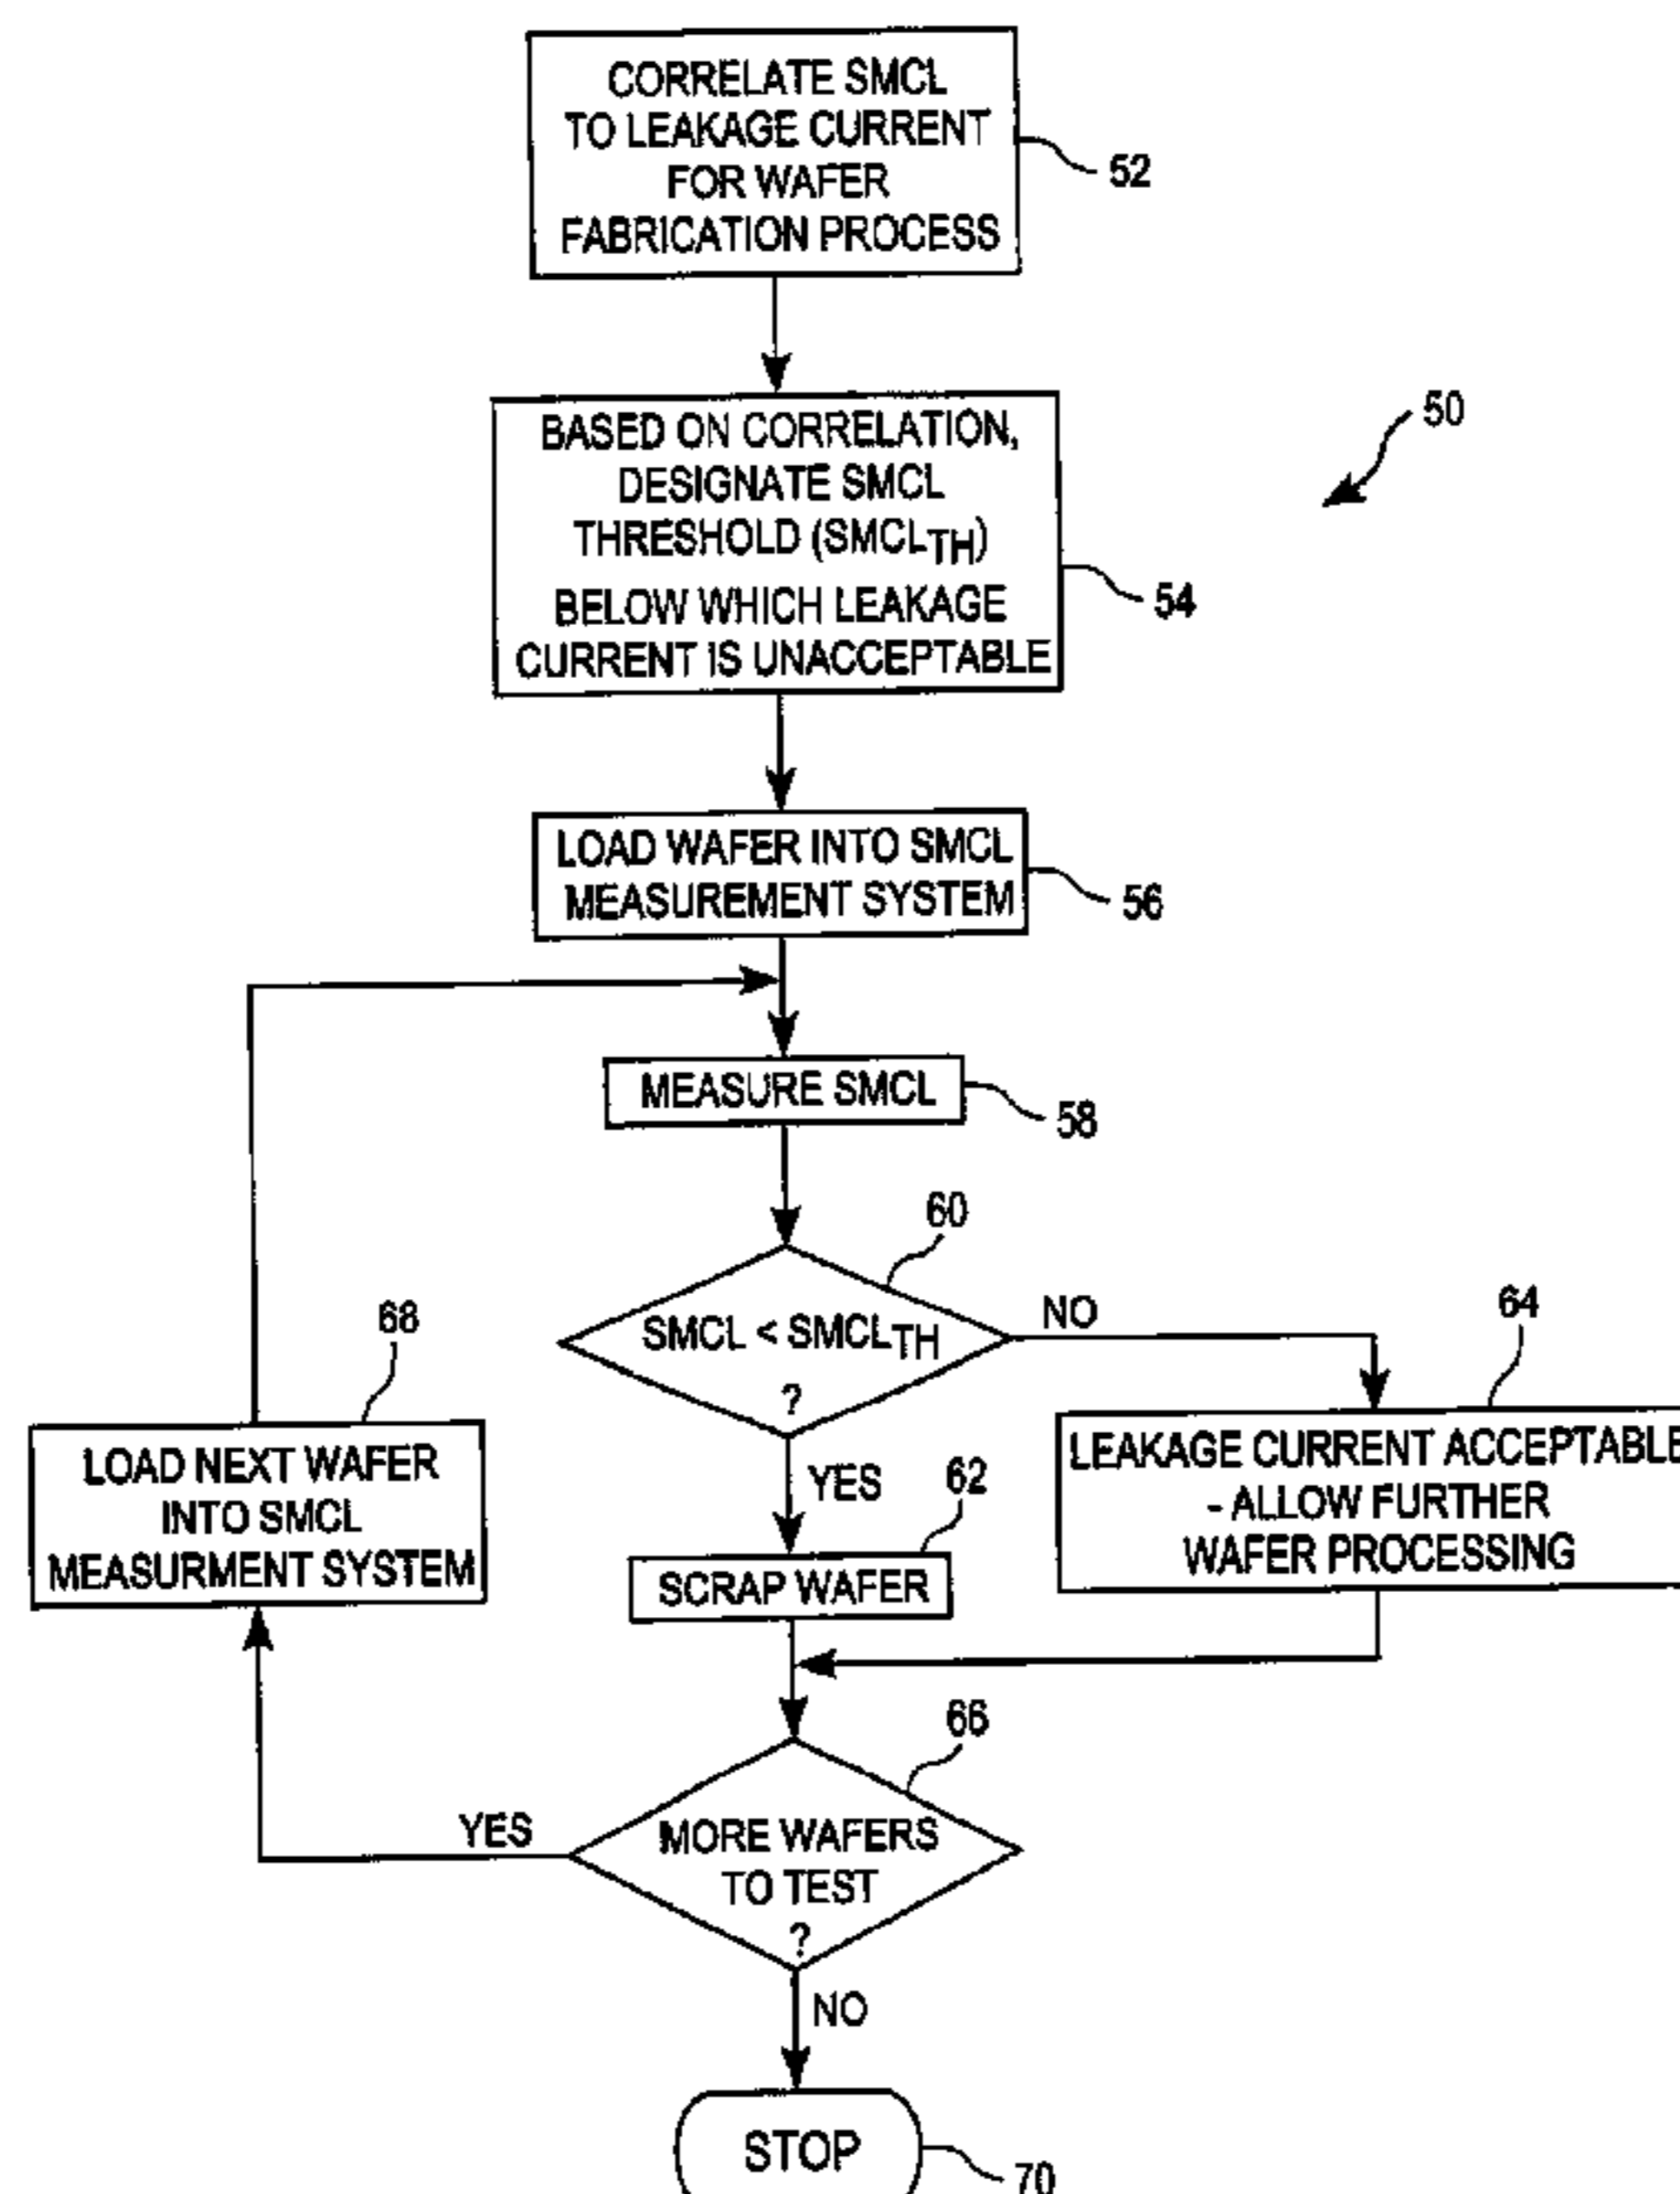 CORRELATE SMCL
TO LEAKAGE CURRENT
FOR WAFER
FABRICATION PROCESS
52
BASED ON CORRELATION,
DESIGNATE SMCL
THRESHOLD (SMCLTH)
BELOW WHICH LEAKAGE
CURRENT IS UNACCEPTABLE
50
54
LOAD WAFER INTO SMCL
MEASUREMENT SYSTEM
56
MEASURE SMCL
58
60
SMCL < SMCLTH
?
NO
64
LEAKAGE CURRENT ACCEPTABLE
- ALLOW FURTHER
WAFER PROCESSING
68
LOAD NEXT WAFER
INTO SMCL
MEASURMENT SYSTEM
YES
62
SCRAP WAFER
66
MORE WAFERS
TO TEST
?
YES
NO
STOP
70